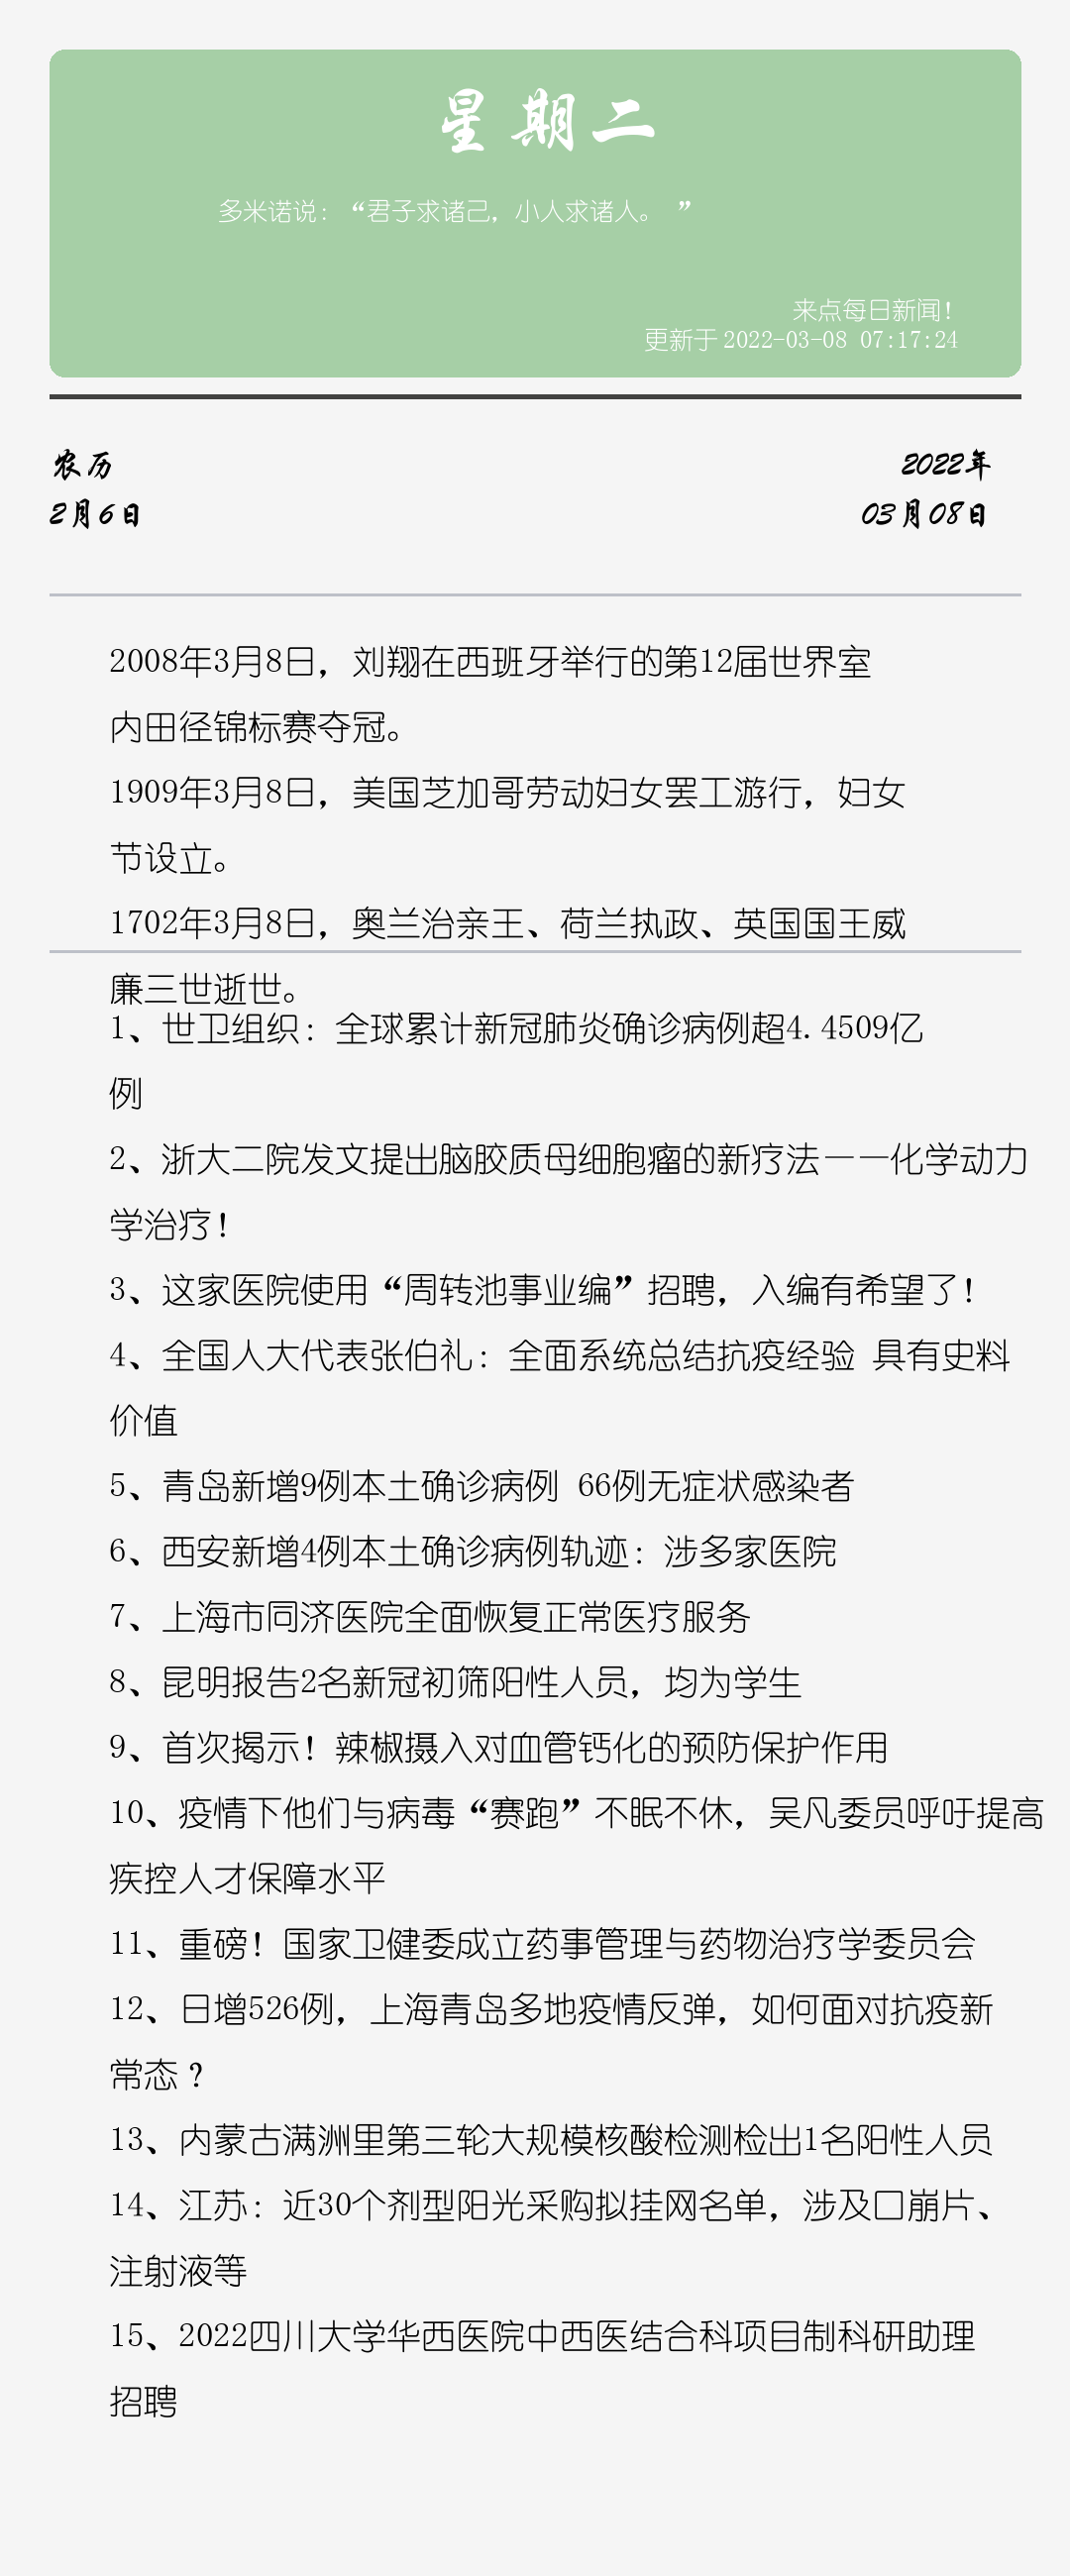 星期二
多米诺说：“君子求诸己，小人求诸人。 ”
来点每日新闻！
更新于2022-03-08 07:17:24
农历
2月6日
2022年
03月08日
2008年3月8日，刘翔在西班牙举行的第12届世界室
内田径锦标赛夺冠。
1909年3月8日，美国芝加哥劳动妇女罢工游行，妇女
节设立。
1702年3月8日，奥兰治亲王、荷兰执政、英国国王威
廉三世逝世。
1、世卫组织：全球累计新冠肺炎确诊病例超4.4509亿
例
2、浙大二院发文提出脑胶质母细胞瘤的新疗法——化学动力
学治疗！
3、这家医院使用“周转池事业编”招聘，入编有希望了！
4、全国人大代表张伯礼：全面系统总结抗疫经验 具有史料
价值
5、青岛新增9例本土确诊病例 66例无症状感染者
6、西安新增4例本土确诊病例轨迹：涉多家医院
7、上海市同济医院全面恢复正常医疗服务
8、昆明报告2名新冠初筛阳性人员，均为学生
9、首次揭示！辣椒摄入对血管钙化的预防保护作用
10、疫情下他们与病毒“赛跑”不眠不休，吴凡委员呼吁提高
疾控人才保障水平
11、重磅！国家卫健委成立药事管理与药物治疗学委员会
12、日增526例，上海青岛多地疫情反弹，如何面对抗疫新
常态？
13、内蒙古满洲里第三轮大规模核酸检测检出1名阳性人员
14、江苏：近30个剂型阳光采购拟挂网名单，涉及口崩片、
注射液等
15、2022四川大学华西医院中西医结合科项目制科研助理
招聘